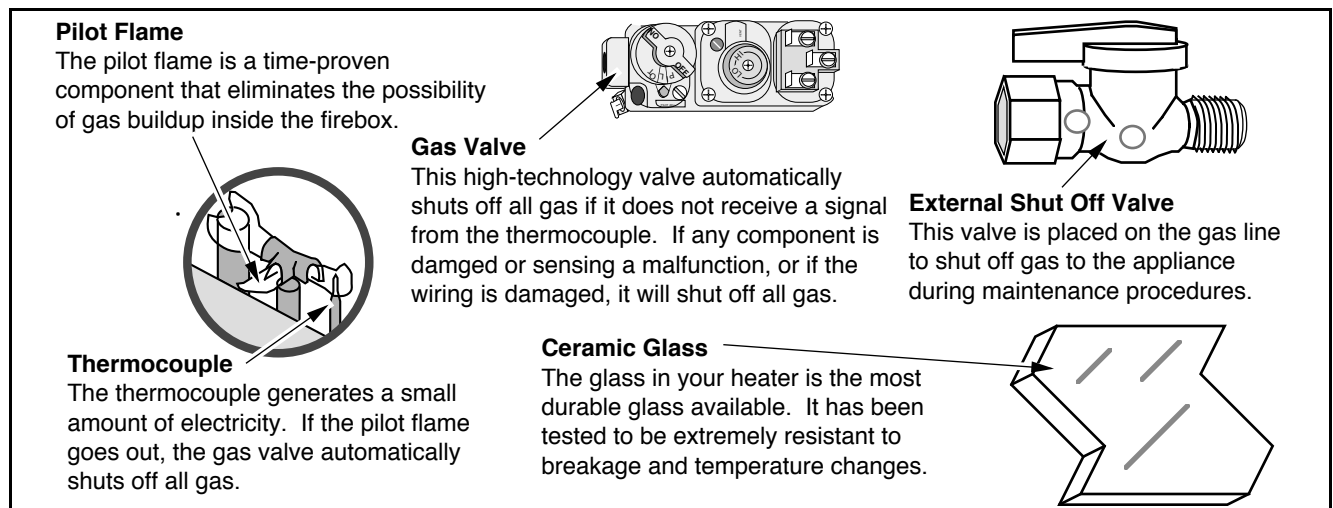 Pilot Flame
The pilot flame is a time-proven
component that eliminates the possibility
of gas buildup inside the firebox.
Gas Valve
This high-technology valve automatically
shuts off all gas if it does not receive a signal
from the thermocouple.  If any component is
damged or sensing a malfunction, or if the
wiring is damaged, it will shut off all gas.
External Shut Off Valve
This valve is placed on the gas line
to shut off gas to the appliance
during maintenance procedures.
Thermocouple
The thermocouple generates a small
amount of electricity.  If the pilot flame
goes out, the gas valve automatically
shuts off all gas.
Ceramic Glass
The glass in your heater is the most
durable glass available.  It has been
tested to be extremely resistant to
breakage and temperature changes.
ON
OFF
PILOT
HI
LO